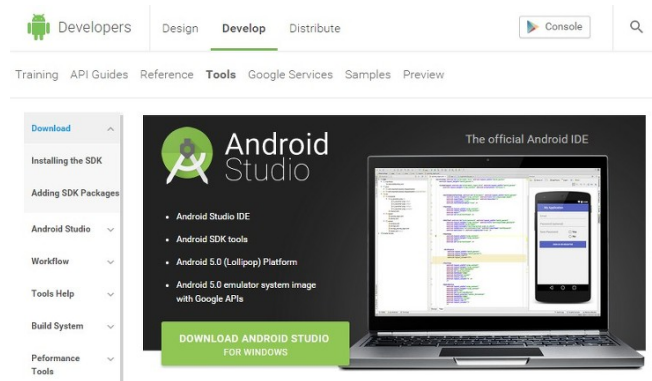 Developers
Design Develop Distribute
Console
Training API Guides Reference Tools Google Services Samples Preview
Download
Installing the SDK
Adding SDK Packages
Android Studio
Workflow
Tools Help
Build System
Peformance
Tools
Android
Studio
The official Android IDE
• Android Studio IDE
• Android SDK tools
• Android 5.0 (Lollipop) Platform
• Android 5.0 emulator system image
with Google APIs
DOWNLOAD ANDROID STUDIO
FOR WINDOWS